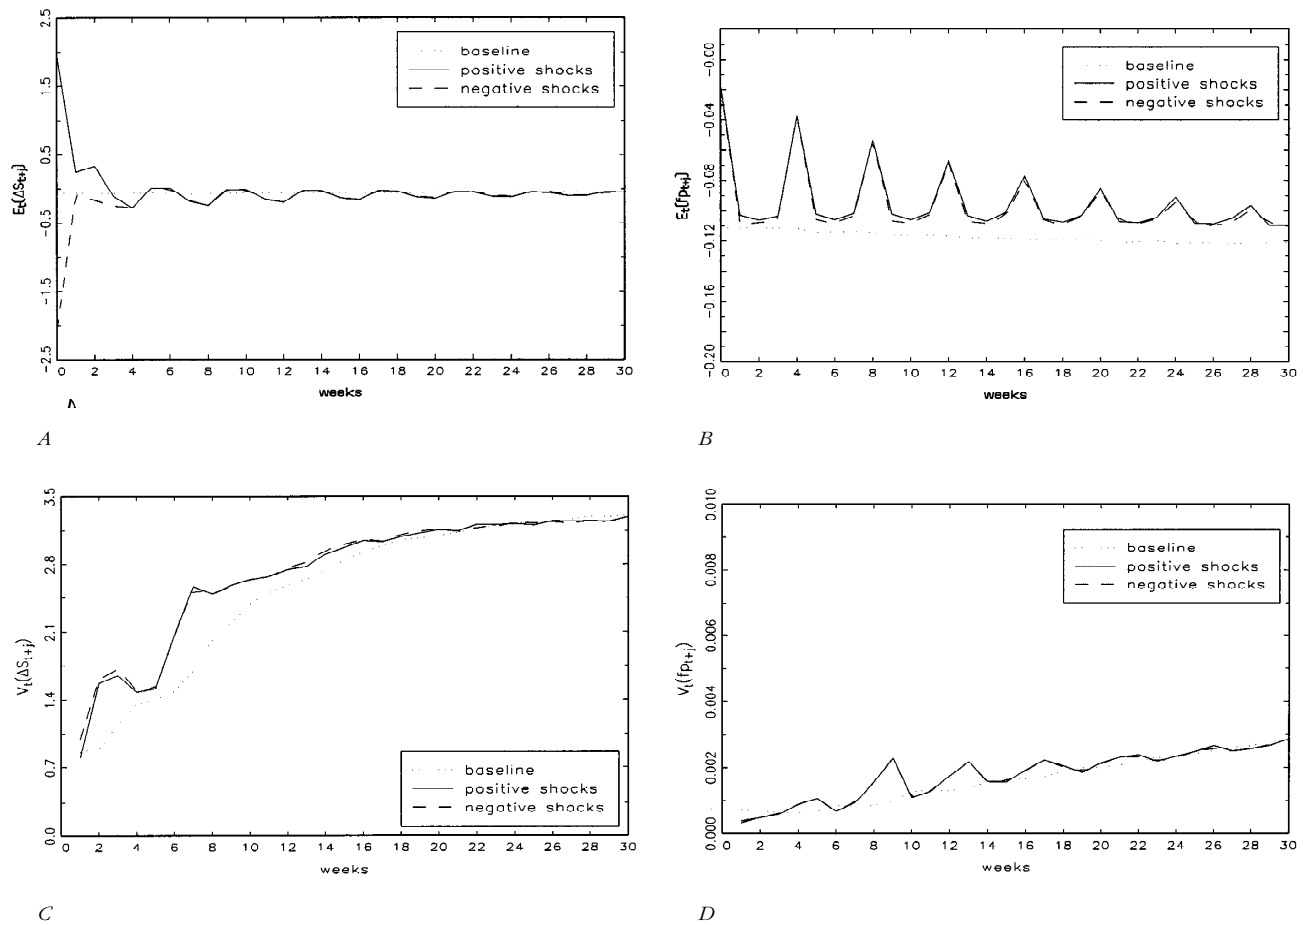 2.5
1.5
0.5
−0.5
−1.5
−2.5
E_t(ΔS_{t+j})
baseline
positive shocks
negative shocks
0 2 4 6 8 10 12 14 16 18 20 22 24 26 28 30
weeks
A
−0.00
−0.04
−0.08
−0.12
−0.16
−0.20
E_t(fp_{t+j})
baseline
positive shocks
negative shocks
0 2 4 6 8 10 12 14 16 18 20 22 24 26 28 30
weeks
B
3.5
2.8
2.1
1.4
0.7
0.0
V_t(ΔS_{t+j})
baseline
positive shocks
negative shocks
0 2 4 6 8 10 12 14 16 18 20 22 24 26 28 30
weeks
C
0.010
0.008
0.006
0.004
0.002
0.000
V_t(fp_{t+j})
baseline
positive shocks
negative shocks
0 2 4 6 8 10 12 14 16 18 20 22 24 26 28 30
weeks
D